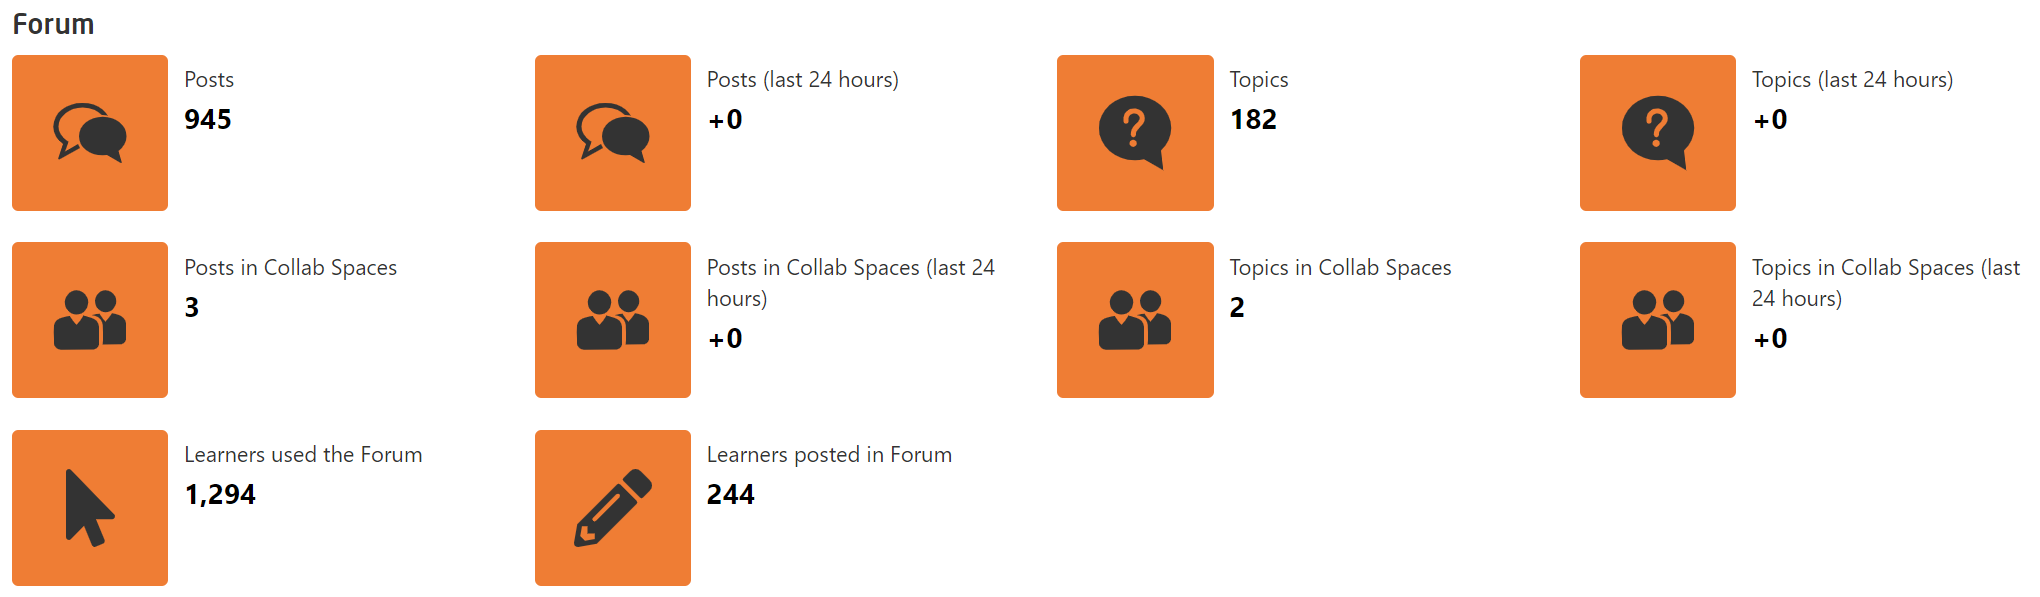 Forum
Posts
945
Posts (last 24 hours)
+0
Topics
182
Topics (last 24 hours)
+0
Posts in Collab Spaces
3
Posts in Collab Spaces (last 24
hours)
+0
Topics in Collab Spaces
2
Topics in Collab Spaces (last
24 hours)
+0
Learners used the Forum
1,294
Learners posted in Forum
244